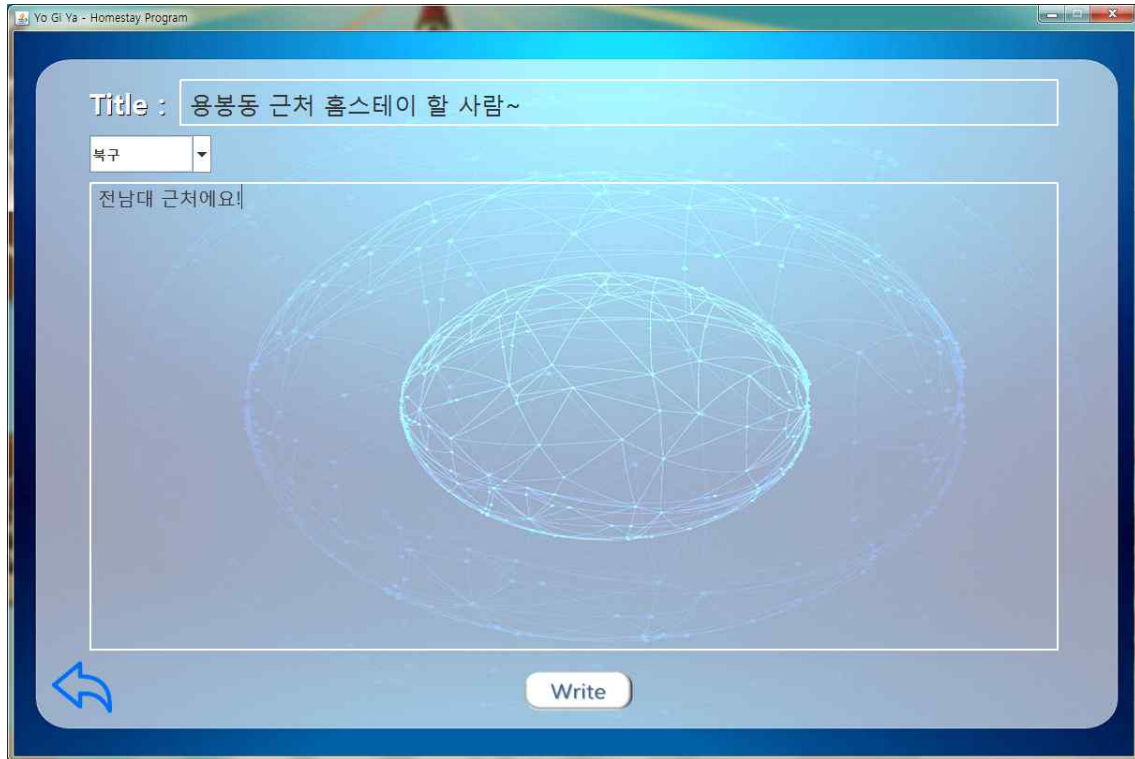 Yo Gi Ya - Homestay Program
Title : 용봉동 근처 홈스테이 할 사람~
북구
전남대 근처에요!
Write